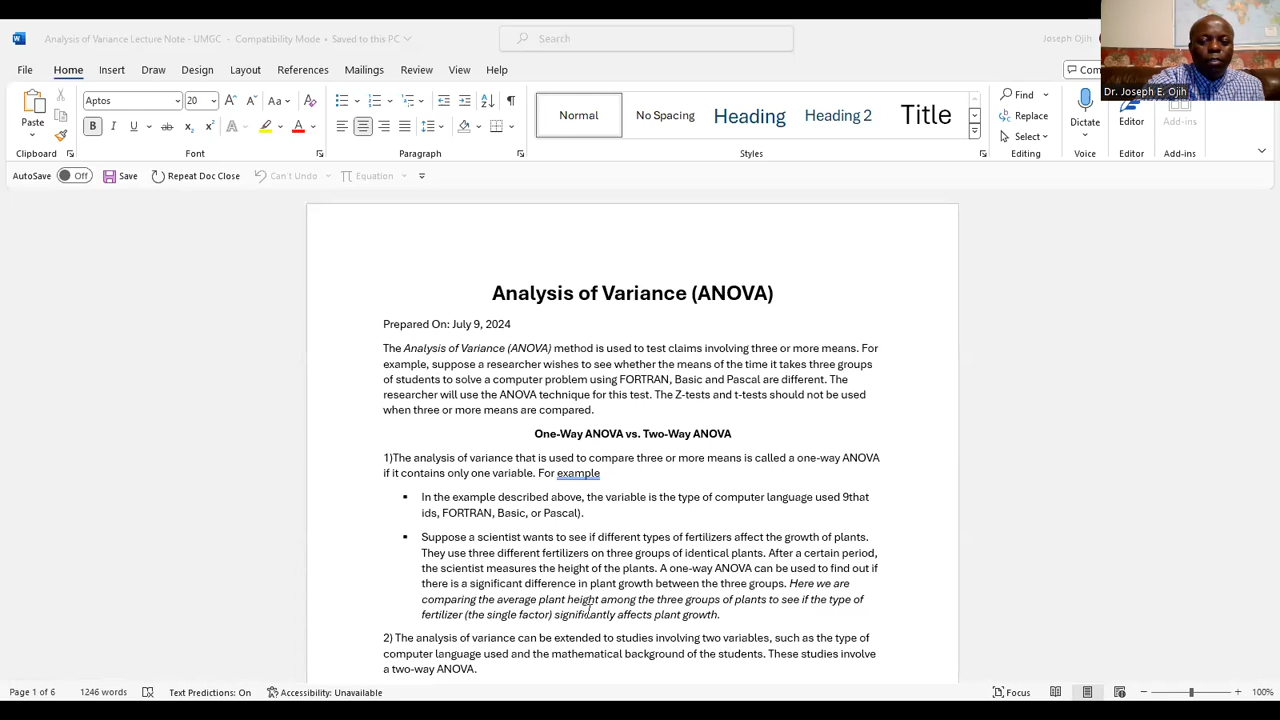 Analysis of Variance Lecture Note - UMGC - Compatibility Mode • Saved to this PC
Search
Joseph Ojih
File Home Insert Draw Design Layout References Mailings Review View Help
Com
Dr. Joseph E. Ojih
Paste
Aptos 20
Normal
No Spacing
Heading
Heading 2
Title
Find
Replace
Select
Dictate
Editor
Add-ins
Clipboard
Font
Paragraph
Styles
Editing
Voice
Editor
Add-ins
AutoSave Off Save Repeat Doc Close Can't Undo Equation
Analysis of Variance (ANOVA)
Prepared On: July 9, 2024
The Analysis of Variance (ANOVA) method is used to test claims involving three or more means. For
example, suppose a researcher wishes to see whether the means of the time it takes three groups
of students to solve a computer problem using FORTRAN, Basic and Pascal are different. The
researcher will use the ANOVA technique for this test. The Z-tests and t-tests should not be used
when three or more means are compared.
One-Way ANOVA vs. Two-Way ANOVA
1)The analysis of variance that is used to compare three or more means is called a one-way ANOVA
if it contains only one variable. For example
▪ In the example described above, the variable is the type of computer language used 9that
ids, FORTRAN, Basic, or Pascal).
▪ Suppose a scientist wants to see if different types of fertilizers affect the growth of plants.
They use three different fertilizers on three groups of identical plants. After a certain period,
the scientist measures the height of the plants. A one-way ANOVA can be used to find out if
there is a significant difference in plant growth between the three groups. Here we are
comparing the average plant height among the three groups of plants to see if the type of
fertilizer (the single factor) significantly affects plant growth.
2) The analysis of variance can be extended to studies involving two variables, such as the type of
computer language used and the mathematical background of the students. These studies involve
a two-way ANOVA.
Page 1 of 6 1246 words Text Predictions: On Accessibility: Unavailable Focus 100%